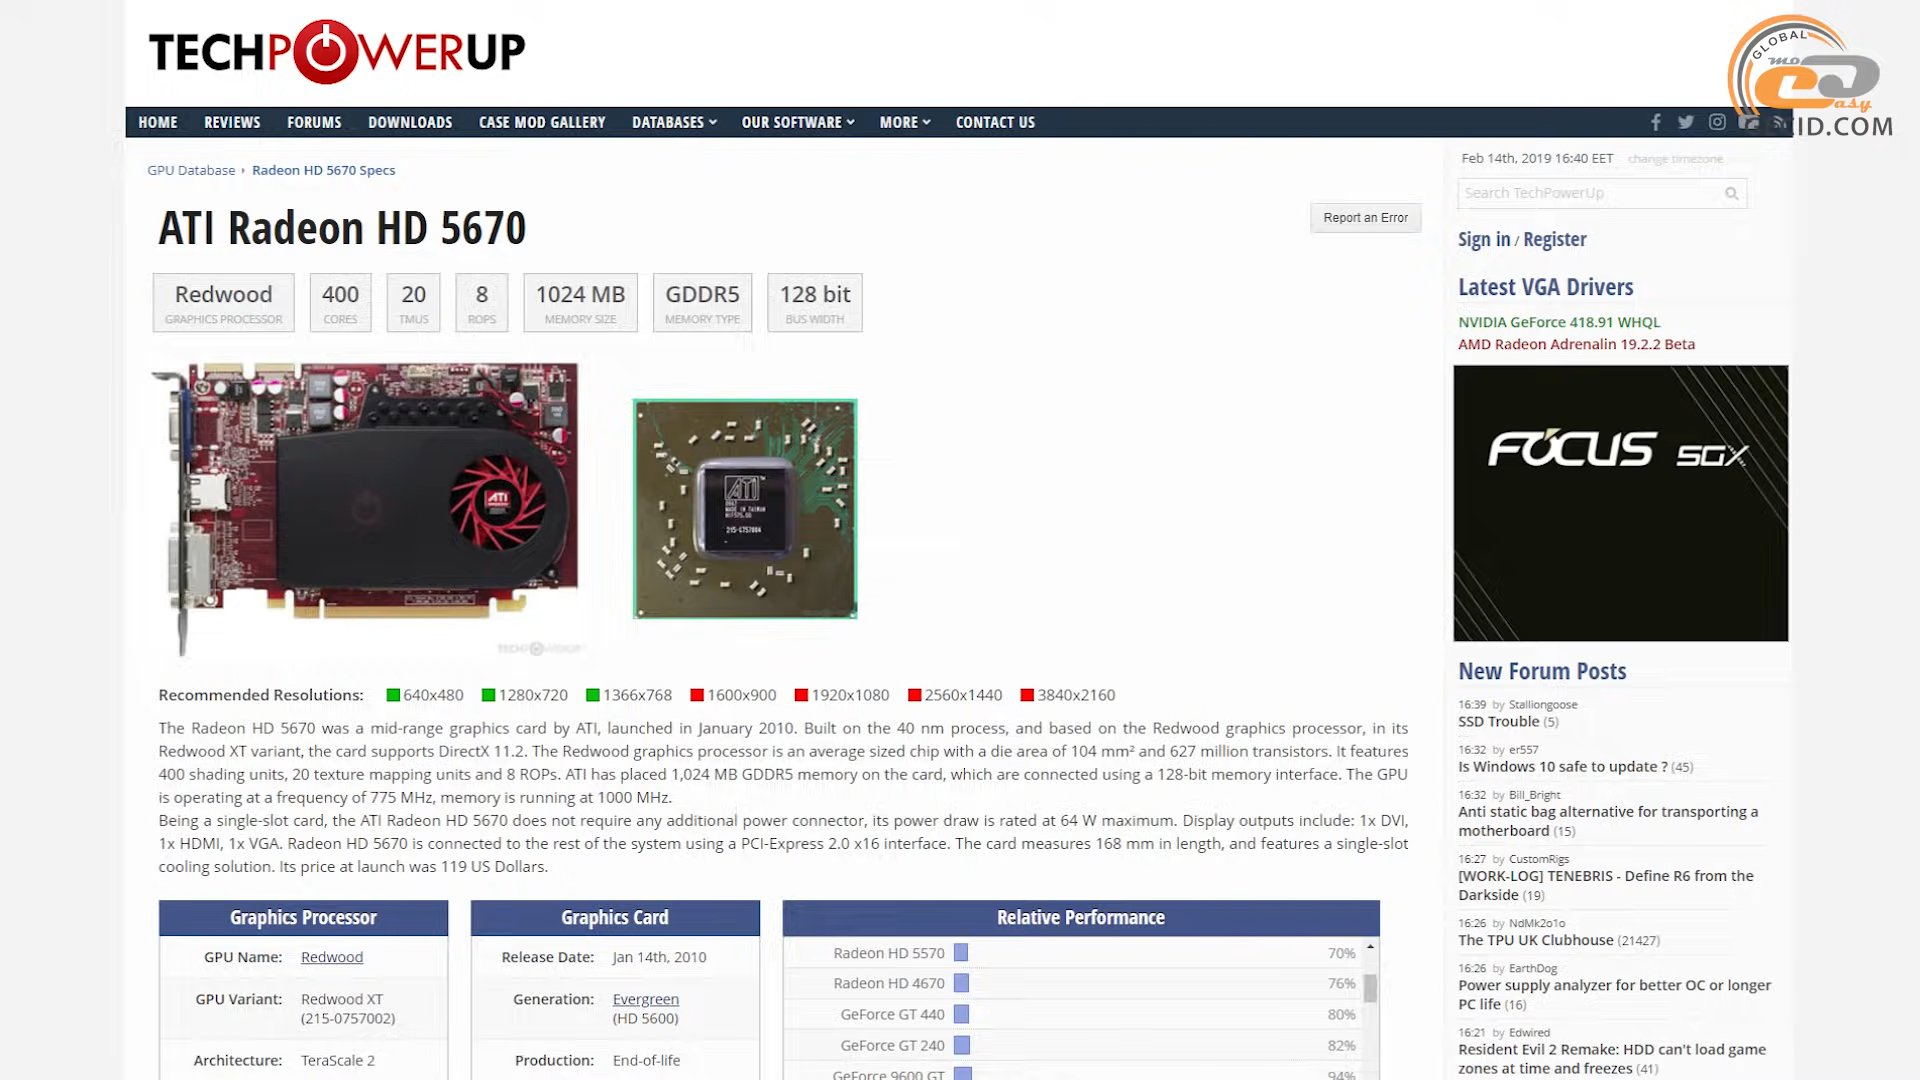 TECHPOWERUP
GLOBAL
mo
easy
GECID.COM
HOME REVIEWS FORUMS DOWNLOADS CASE MOD GALLERY DATABASES OUR SOFTWARE MORE CONTACT US
GPU Database › Radeon HD 5670 Specs
Feb 14th, 2019 16:40 EET change timezone
Search TechPowerUp
ATI Radeon HD 5670
Report an Error
Sign in / Register
Redwood
GRAPHICS PROCESSOR
400
CORES
20
TMUS
8
ROPS
1024 MB
MEMORY SIZE
GDDR5
MEMORY TYPE
128 bit
BUS WIDTH
Latest VGA Drivers
NVIDIA GeForce 418.91 WHQL
AMD Radeon Adrenalin 19.2.2 Beta
FOCUS SGX
ATI
ATI
MADE IN TAIWAN
TECHPOWERUP
Recommended Resolutions: 640x480 1280x720 1366x768 1600x900 1920x1080 2560x1440 3840x2160
The Radeon HD 5670 was a mid-range graphics card by ATI, launched in January 2010. Built on the 40 nm process, and based on the Redwood graphics processor, in its
Redwood XT variant, the card supports DirectX 11.2. The Redwood graphics processor is an average sized chip with a die area of 104 mm² and 627 million transistors. It features
400 shading units, 20 texture mapping units and 8 ROPs. ATI has placed 1,024 MB GDDR5 memory on the card, which are connected using a 128-bit memory interface. The GPU
is operating at a frequency of 775 MHz, memory is running at 1000 MHz.
Being a single-slot card, the ATI Radeon HD 5670 does not require any additional power connector, its power draw is rated at 64 W maximum. Display outputs include: 1x DVI,
1x HDMI, 1x VGA. Radeon HD 5670 is connected to the rest of the system using a PCI-Express 2.0 x16 interface. The card measures 168 mm in length, and features a single-slot
cooling solution. Its price at launch was 119 US Dollars.
Graphics Processor
GPU Name: Redwood
GPU Variant: Redwood XT
(215-0757002)
Architecture: TeraScale 2
Graphics Card
Release Date: Jan 14th, 2010
Generation: Evergreen
(HD 5600)
Production: End-of-life
Relative Performance
Radeon HD 5570 70%
Radeon HD 4670 76%
GeForce GT 440 80%
GeForce GT 240 82%
GeForce 9600 GT 94%
New Forum Posts
16:39 by Stalliongoose
SSD Trouble (5)
16:32 by er557
Is Windows 10 safe to update ? (45)
16:32 by Bill_Bright
Anti static bag alternative for transporting a
motherboard (15)
16:27 by CustomRigs
[WORK-LOG] TENEBRIS - Define R6 from the
Darkside (19)
16:26 by NdMk2o1o
The TPU UK Clubhouse (21427)
16:26 by EarthDog
Power supply analyzer for better OC or longer
PC life (16)
16:21 by Edwired
Resident Evil 2 Remake: HDD can't load game
zones at time and freezes (41)